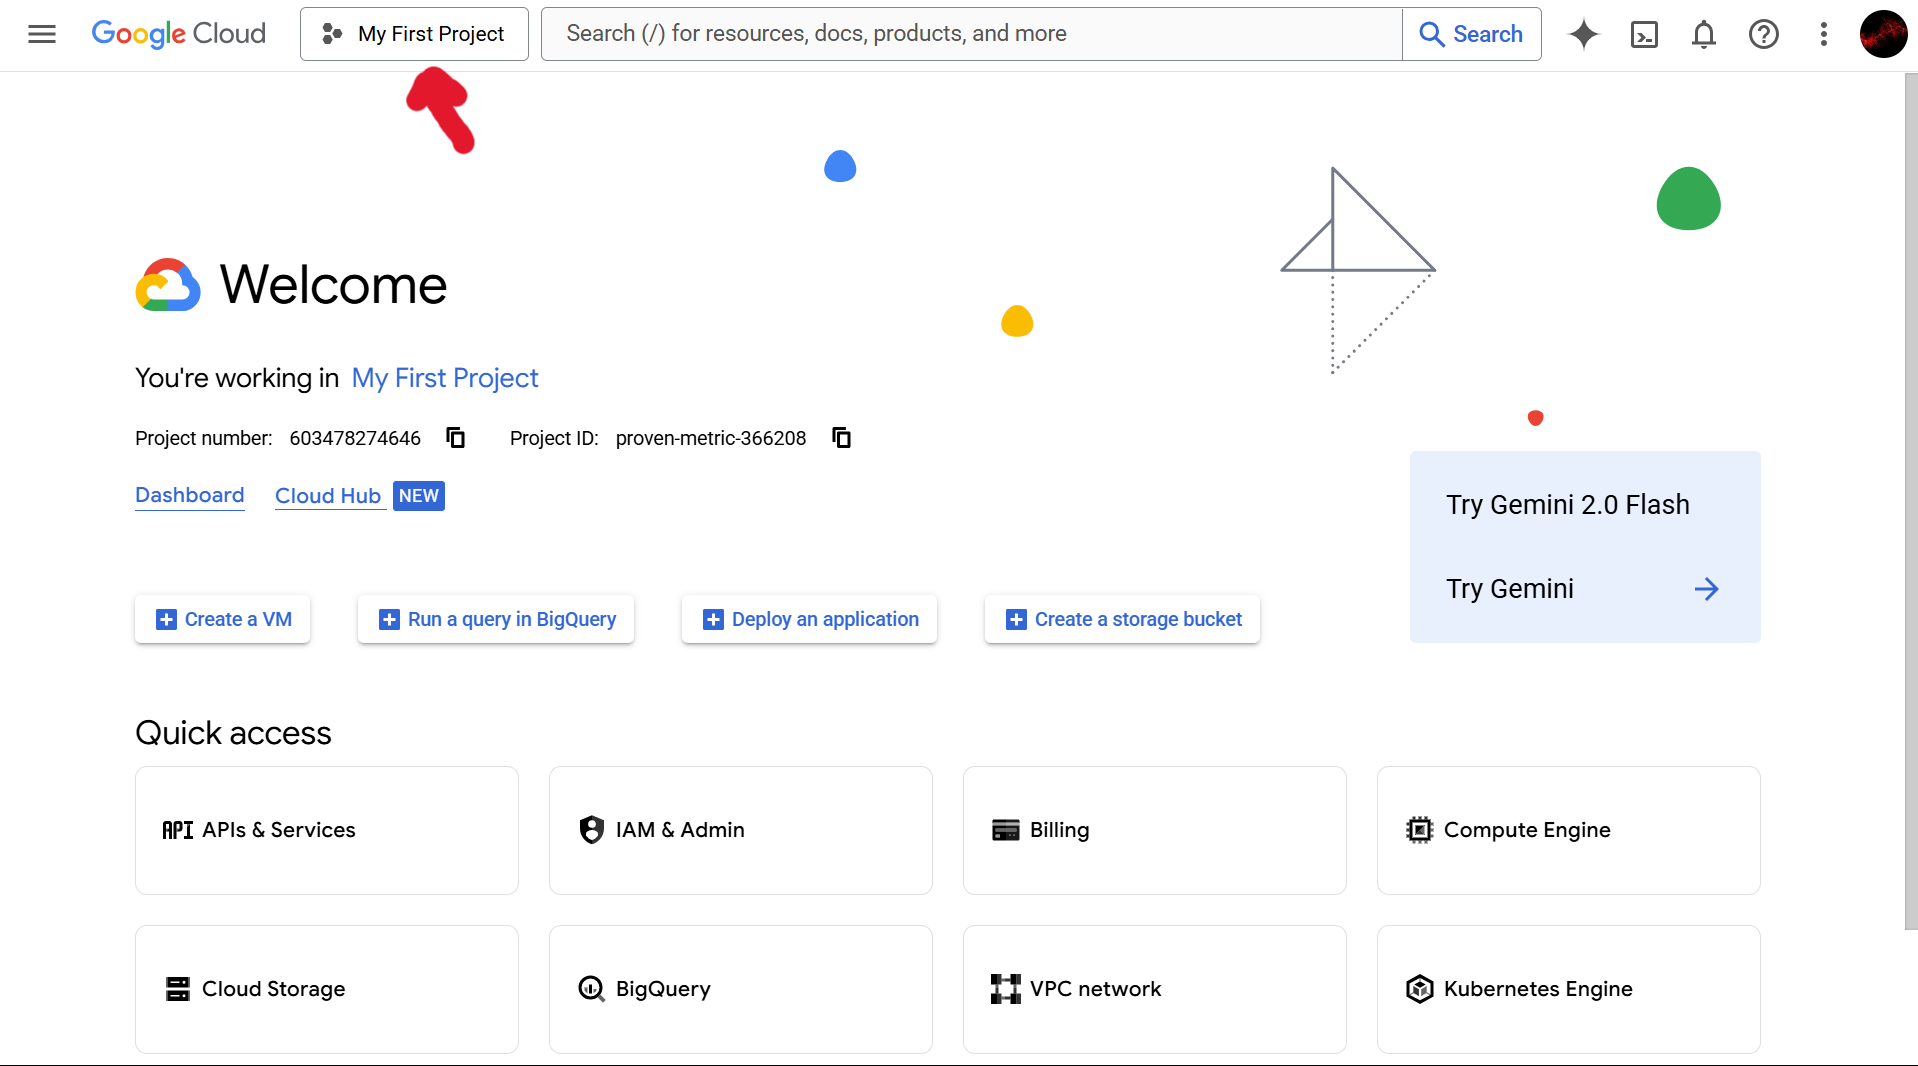 Google Cloud
My First Project
Search (/) for resources, docs, products, and more
Search
Welcome
You're working in My First Project
Project number: 603478274646 Project ID: proven-metric-366208
Dashboard Cloud Hub NEW
Try Gemini 2.0 Flash
Try Gemini
Create a VM
Run a query in BigQuery
Deploy an application
Create a storage bucket
Quick access
API APIs & Services
IAM & Admin
Billing
Compute Engine
Cloud Storage
BigQuery
VPC network
Kubernetes Engine